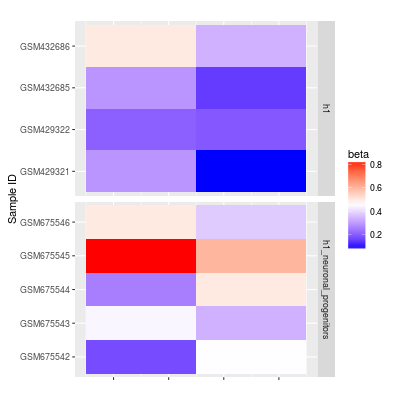 GSM432686
GSM432685
GSM429322
GSM429321
h1
GSM675546
GSM675545
GSM675544
GSM675543
GSM675542
h1_neuronal_progenitors
Sample ID
beta
0.8
0.6
0.4
0.2